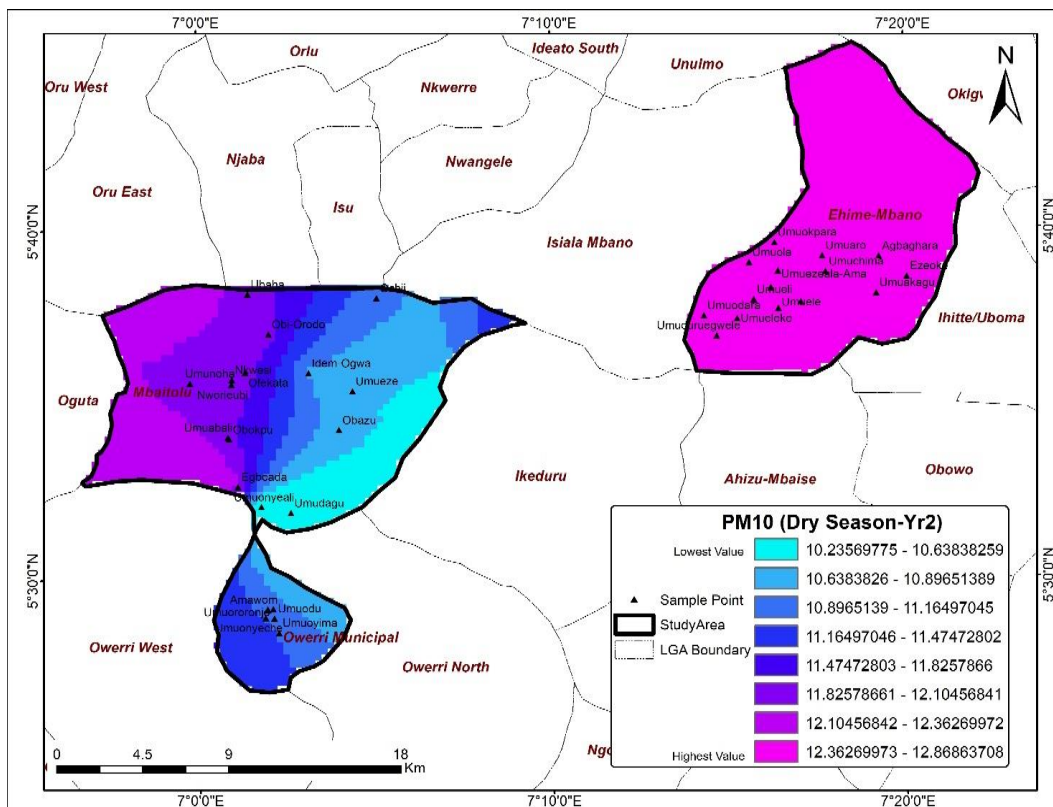 7°0'0"E
7°10'0"E
7°20'0"E
Orlu
Ideato South
Unuimo
Oru West
Nkwerre
N
Njaba
Nwangele
Oru East
Isu
Isiala Mbano
Ehime-Mbano
5°40'0"N
5°40'0"N
Umuokpara
Umuaro
Agbaghara
Umuola
Umuchima
Umuezeala-Ama
Ezeoke
Umueli
Umuakagu
Umuodara
Umuele
Umueleke
Ihitte/Uboma
Ubaha
Obi-Orodo
Idem-Ogwa
Nkwesi
Umunoha
Ofekata
Umueze
Mbaitolu
Oguta
Umuabali
Obokpu
Obazu
Egboada
Umuonyeali
Umudagu
Ikeduru
Ahizu-Mbaise
Obowo
5°30'0"N
5°30'0"N
Amawom
Umuodu
Umuoyima
Owerri Municipal
Owerri West
Owerri North
PM10 (Dry Season-Yr2)
Lowest Value
10.23569775 - 10.63838259
10.6383826 - 10.89651389
10.8965139 - 11.16497045
11.16497046 - 11.47472802
11.47472803 - 11.8257866
11.82578661 - 12.10456841
12.10456842 - 12.36269972
Highest Value
12.36269973 - 12.86863708
Sample Point
StudyArea
LGA Boundary
0 4.5 9 18
Km
7°0'0"E
7°10'0"E
7°20'0"E